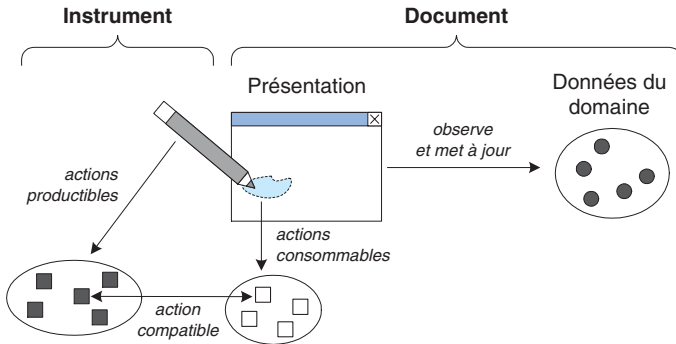 Instrument
Document
Présentation
Données du
domaine
observe
et met à jour
actions
productibles
actions
consommables
action
compatible